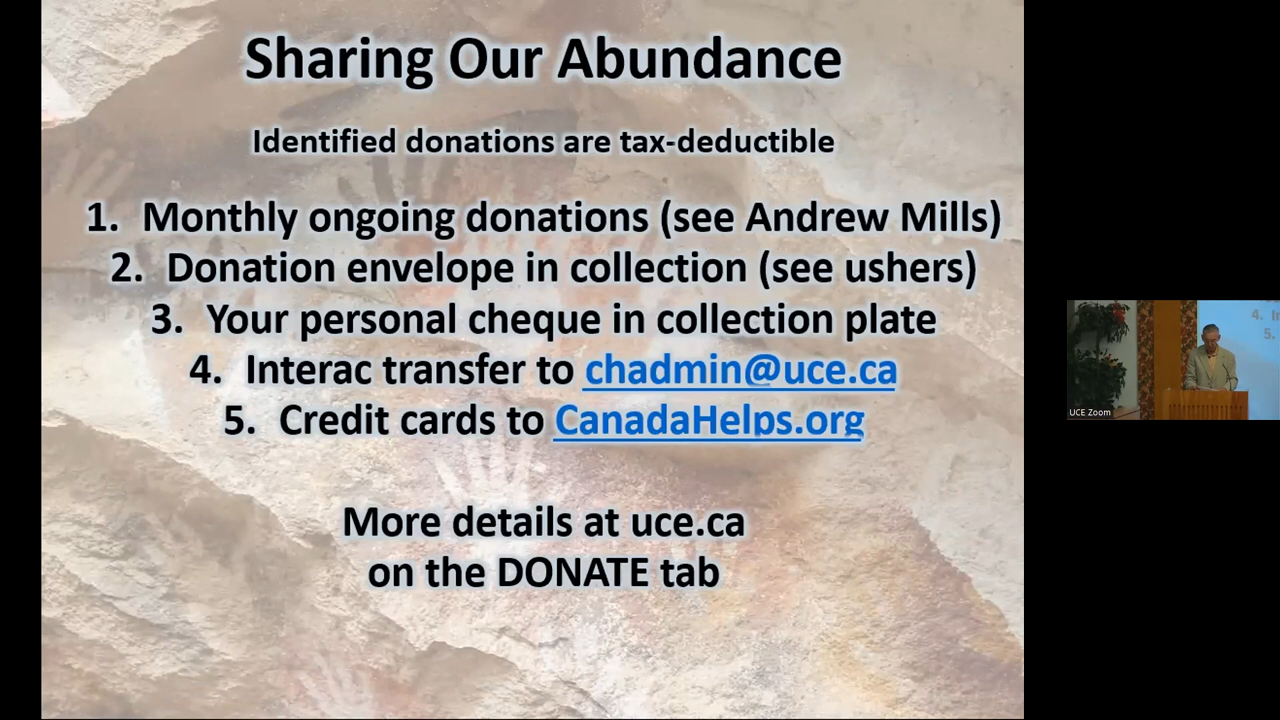 Sharing Our Abundance
Identified donations are tax-deductible
1. Monthly ongoing donations (see Andrew Mills)
2. Donation envelope in collection (see ushers)
3. Your personal cheque in collection plate
4. Interac transfer to chadmin@uce.ca
5. Credit cards to CanadaHelps.org
More details at uce.ca
on the DONATE tab
4. I
5.
UCE Zoom